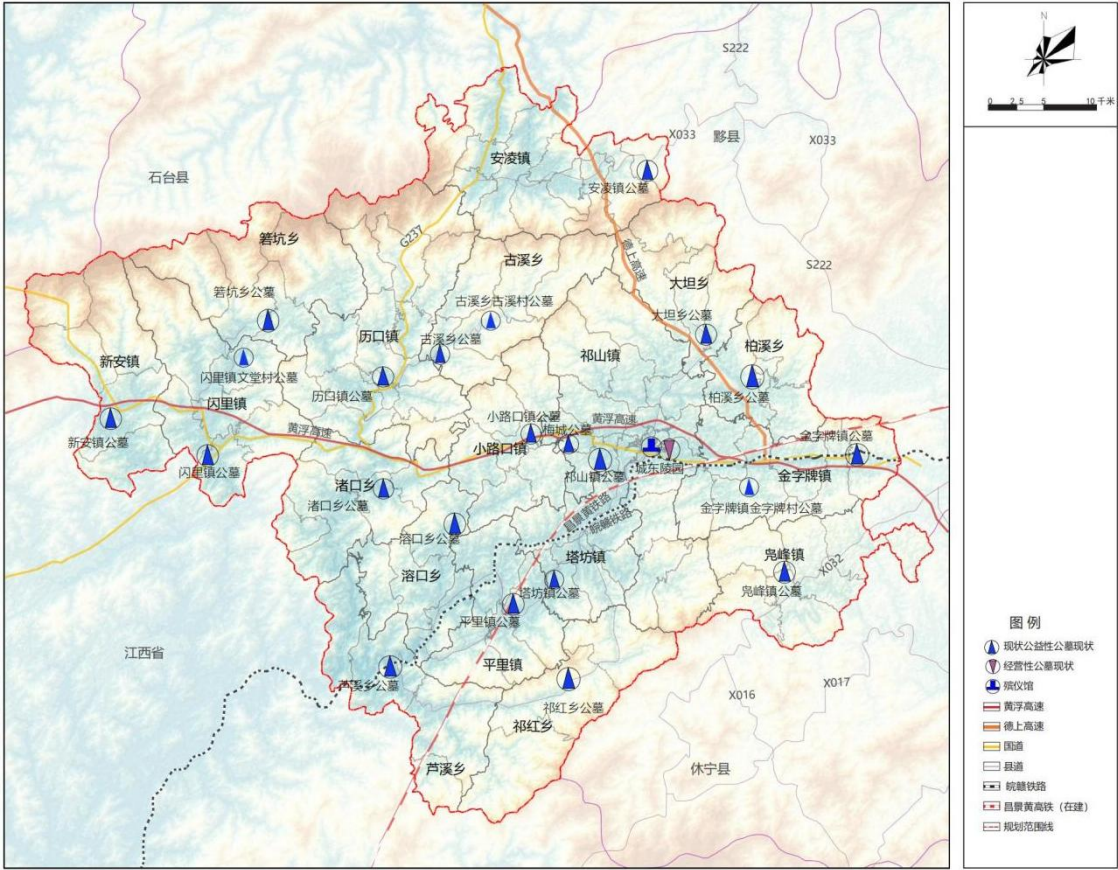 S222
X033
黟县
X033
石台县
安凌镇
安凌镇公墓
G237
箬坑乡
古溪乡
德上高速
S222
大坦乡
箬坑乡公墓
古溪乡古溪村公墓
大坦乡公墓
历口镇
古溪乡公墓
祁山镇
柏溪乡
新安镇
闪里镇文堂村公墓
历口镇公墓
柏溪乡公墓
闪里镇
小路口镇公墓
黄浮高速
新安镇公墓
黄浮高速
梅城公墓
金字牌镇公墓
小路口镇
闪里镇公墓
祁山镇公墓
城东陵园
金字牌镇
渚口乡
渚口乡公墓
金字牌镇金字牌村公墓
昌景黄铁路
皖赣铁路
溶口乡公墓
塔坊镇
凫峰镇
X032
溶口乡
塔坊镇公墓
凫峰镇公墓
平里镇公墓
江西省
平里镇
芦溪乡公墓
X016
X017
祁红乡公墓
祁红乡
芦溪乡
休宁县
N
0 2.5 5 10 千米
图例
现状公益性公墓现状
经营性公墓现状
殡仪馆
黄浮高速
德上高速
国道
县道
皖赣铁路
昌景黄高铁（在建）
规划范围线